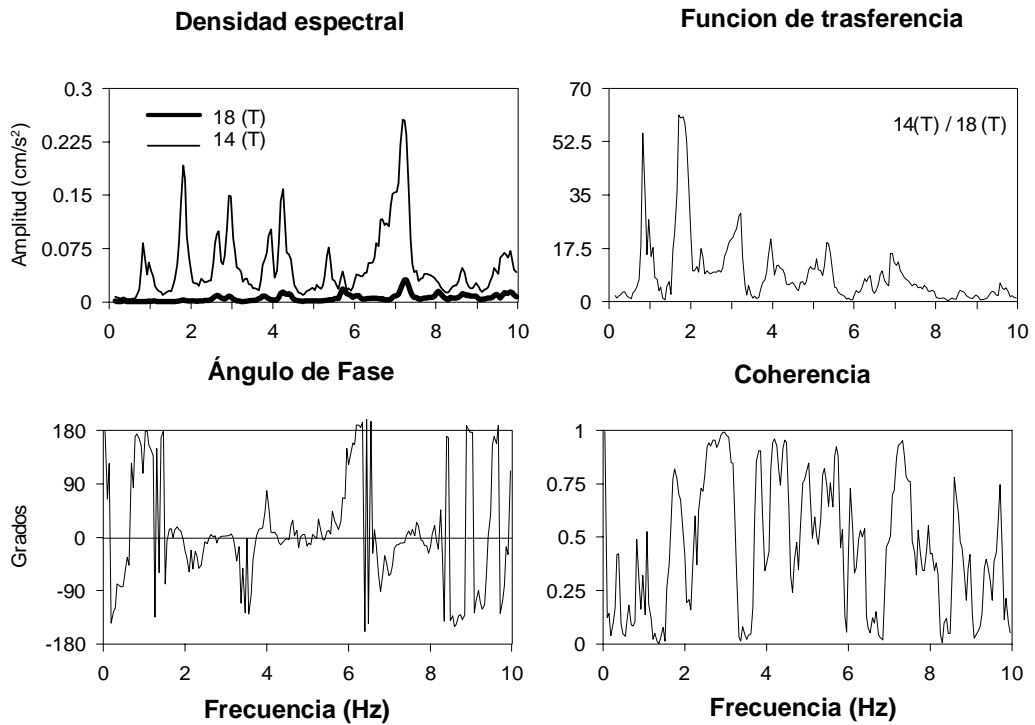 Densidad espectral
0.3
0.225
0.15
0.075
0
Amplitud (cm/s²)
18 (T)
14 (T)
0 2 4 6 8 10
Funcion de trasferencia
70
52.5
35
17.5
0
14(T) / 18 (T)
0 2 4 6 8 10
Ángulo de Fase
180
90
0
-90
-180
Grados
0 2 4 6 8 10
Frecuencia (Hz)
Coherencia
1
0.75
0.5
0.25
0
0 2 4 6 8 10
Frecuencia (Hz)